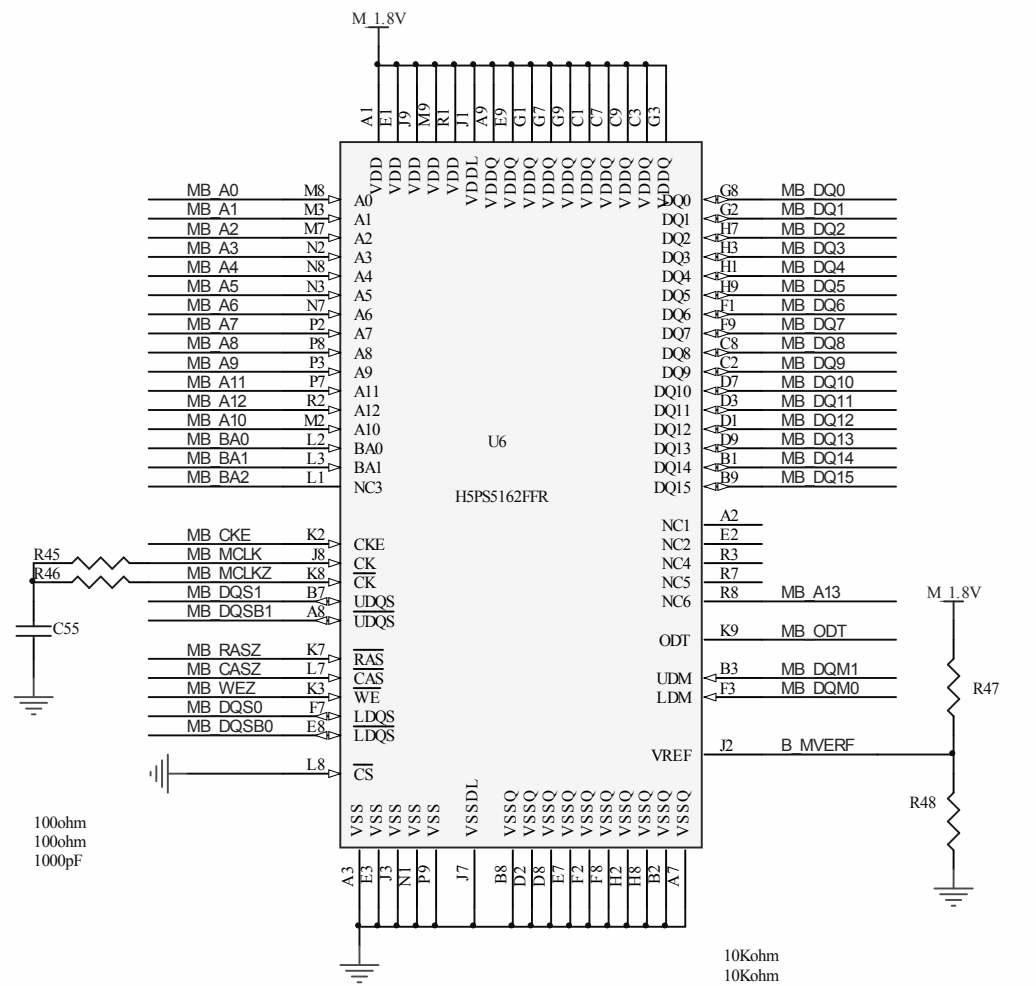 M_1.8V
A1 E1 J9 M9 R1 J1 A9 E9 G1 G7 G9 C1 C7 C9 C3 G3
VDD VDD VDD VDD VDD VDDL VDDQ VDDQ VDDQ VDDQ VDDQ VDDQ VDDQ VDDQ VDDQ VDDQ
MB_A0 M8 A0
MB_A1 M3 A1
MB_A2 M7 A2
MB_A3 N2 A3
MB_A4 N8 A4
MB_A5 N3 A5
MB_A6 N7 A6
MB_A7 P2 A7
MB_A8 P8 A8
MB_A9 P3 A9
MB_A11 P7 A11
MB_A12 R2 A12
MB_A10 M2 A10
MB_BA0 L2 BA0
MB_BA1 L3 BA1
MB_BA2 L1 NC3
MB_CKE K2 CKE
R45 MB_MCLK J8 CK
R46 MB_MCLKZ K8 CK
MB_DQS1 B7 UDQS
MB_DQSB1 A8 UDQS
C55
MB_RASZ K7 RAS
MB_CASZ L7 CAS
MB_WEZ K3 WE
MB_DQS0 F7 LDQS
MB_DQSB0 E8 LDQS
L8 CS
U6
H5PS5162FFR
DQ0 G8 MB_DQ0
DQ1 G2 MB_DQ1
DQ2 H7 MB_DQ2
DQ3 H3 MB_DQ3
DQ4 H1 MB_DQ4
DQ5 H9 MB_DQ5
DQ6 F1 MB_DQ6
DQ7 F9 MB_DQ7
DQ8 C8 MB_DQ8
DQ9 C2 MB_DQ9
DQ10 D7 MB_DQ10
DQ11 D3 MB_DQ11
DQ12 D1 MB_DQ12
DQ13 D9 MB_DQ13
DQ14 B1 MB_DQ14
DQ15 B9 MB_DQ15
NC1 A2
NC2 E2
NC4 R3
NC5 R7
NC6 R8 MB_A13
ODT K9 MB_ODT
UDM B3 MB_DQM1
LDM F3 MB_DQM0
VREF J2 B_MVERF
M_1.8V
R47
R48
VSS VSS VSS VSS VSS VSSDL VSSQ VSSQ VSSQ VSSQ VSSQ VSSQ VSSQ VSSQ VSSQ VSSQ
A3 E3 J3 N1 P9 J7 B8 D2 D8 E7 F2 F8 H2 H8 B2 A7
100ohm
100ohm
1000pF
10Kohm
10Kohm